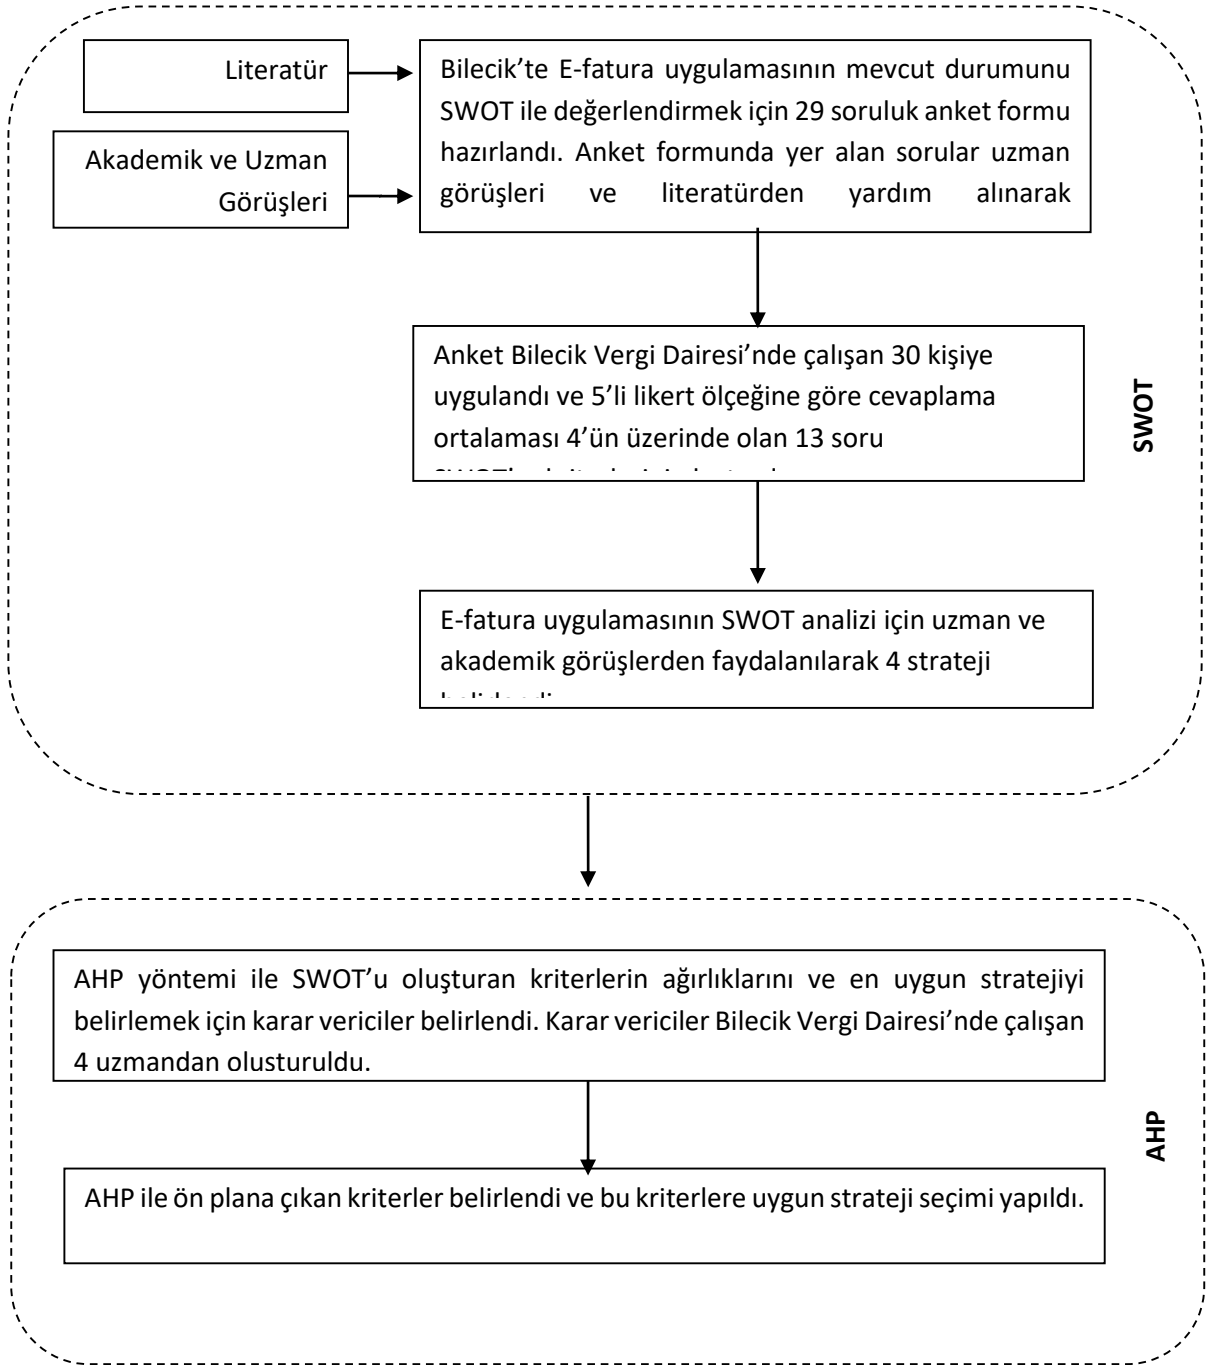 Literatür
Akademik ve Uzman
Görüşleri
Bilecik’te E-fatura uygulamasının mevcut durumunu
SWOT ile değerlendirmek için 29 soruluk anket formu
hazırlandı. Anket formunda yer alan sorular uzman
görüşleri ve literatürden yardım alınarak
Anket Bilecik Vergi Dairesi’nde çalışan 30 kişiye
uygulandı ve 5’li likert ölçeğine göre cevaplama
ortalaması 4’ün üzerinde olan 13 soru
E-fatura uygulamasının SWOT analizi için uzman ve
akademik görüşlerden faydalanılarak 4 strateji
SWOT
AHP yöntemi ile SWOT’u oluşturan kriterlerin ağırlıklarını ve en uygun stratejiyi
belirlemek için karar vericiler belirlendi. Karar vericiler Bilecik Vergi Dairesi’nde çalışan
4 uzmandan oluşturuldu.
AHP ile ön plana çıkan kriterler belirlendi ve bu kriterlere uygun strateji seçimi yapıldı.
AHP